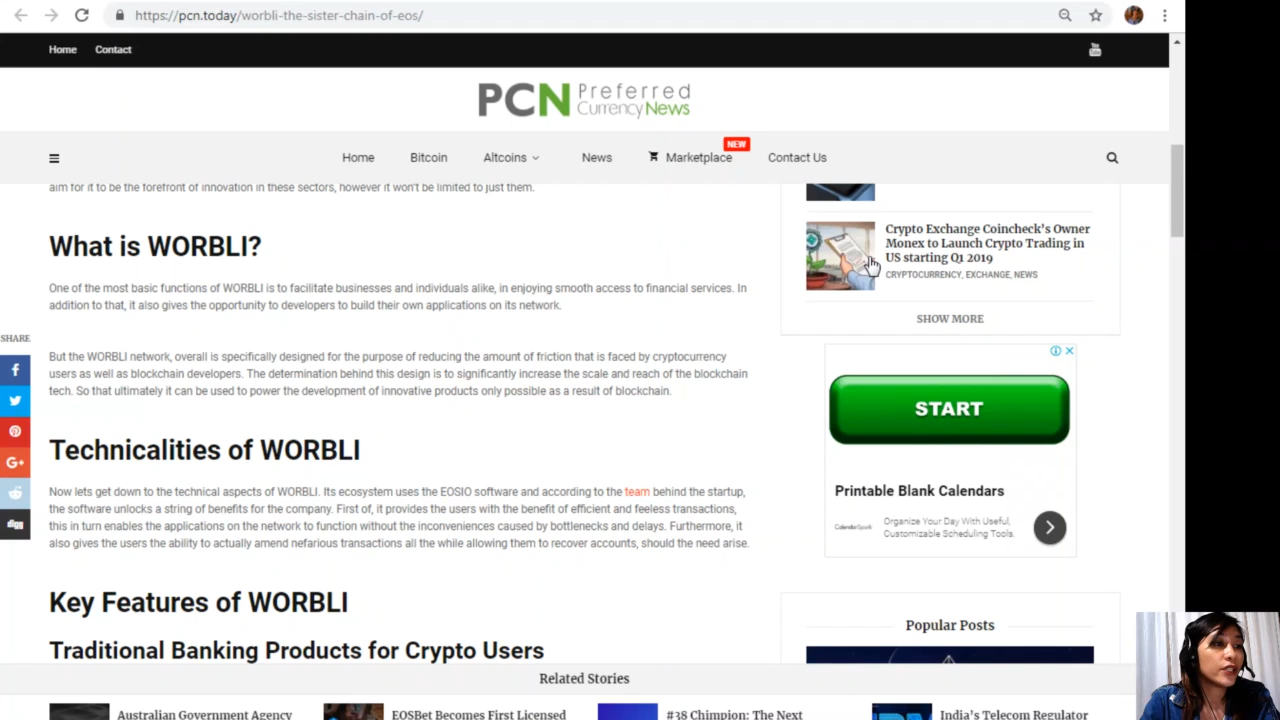 https://pcn.today/worbli-the-sister-chain-of-eos/
Home Contact
You Tube
PCN Preferred Currency News
NEW
Home Bitcoin Altcoins News Marketplace Contact Us
aim for it to be the forefront of innovation in these sectors, however it won't be limited to just them.
What is WORBLI?
One of the most basic functions of WORBLI is to facilitate businesses and individuals alike, in enjoying smooth access to financial services. In
addition to that, it also gives the opportunity to developers to build their own applications on its network.
But the WORBLI network, overall is specifically designed for the purpose of reducing the amount of friction that is faced by cryptocurrency
users as well as blockchain developers. The determination behind this design is to significantly increase the scale and reach of the blockchain
tech. So that ultimately it can be used to power the development of innovative products only possible as a result of blockchain.
Technicalities of WORBLI
Now lets get down to the technical aspects of WORBLI. Its ecosystem uses the EOSIO software and according to the team behind the startup,
the software unlocks a string of benefits for the company. First of, it provides the users with the benefit of efficient and feeless transactions,
this in turn enables the applications on the network to function without the inconveniences caused by bottlenecks and delays. Furthermore, it
also gives the users the ability to actually amend nefarious transactions all the while allowing them to recover accounts, should the need arise.
Key Features of WORBLI
Traditional Banking Products for Crypto Users
SHARE
f
G+
digg
Crypto Exchange Coincheck's Owner
Monex to Launch Crypto Trading in
US starting Q1 2019
CRYPTOCURRENCY, EXCHANGE, NEWS
SHOW MORE
START
Printable Blank Calendars
CalendarSpark
Organize Your Day With Useful,
Customizable Scheduling Tools.
Popular Posts
Related Stories
Australian Government Agency
EOSBet Becomes First Licensed
#38 Chimpion: The Next
India's Telecom Regulator